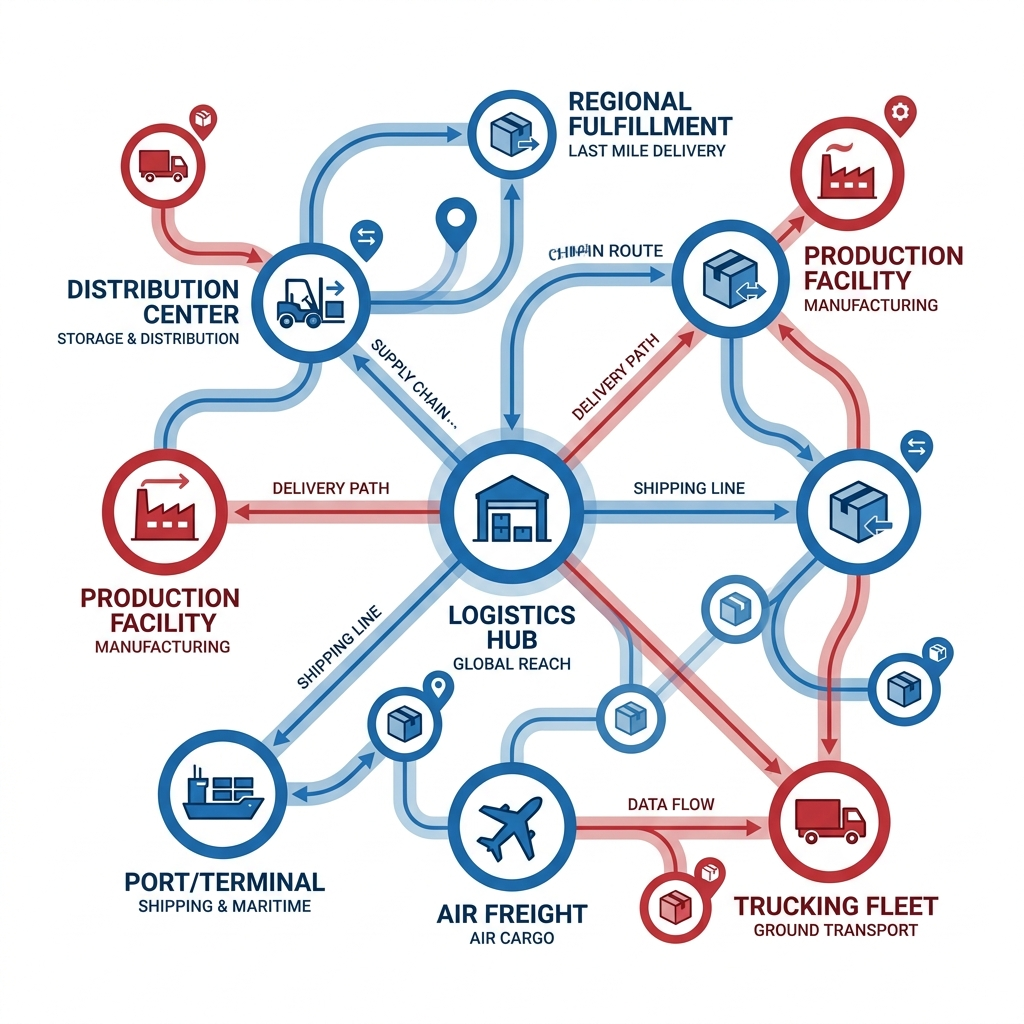 REGIONAL
FULFILLMENT
LAST MILE DELIVERY
ROUTE
PRODUCTION
FACILITY
MANUFACTURING
DISTRIBUTION
CENTER
STORAGE & DISTRIBUTION
SUPPLY CHAIN...
DELIVERY PATH
DELIVERY PATH
SHIPPING LINE
PRODUCTION
FACILITY
MANUFACTURING
LOGISTICS
HUB
GLOBAL REACH
SHIPPING LINE
DATA FLOW
PORT/TERMINAL
SHIPPING & MARITIME
AIR FREIGHT
AIR CARGO
TRUCKING FLEET
GROUND TRANSPORT